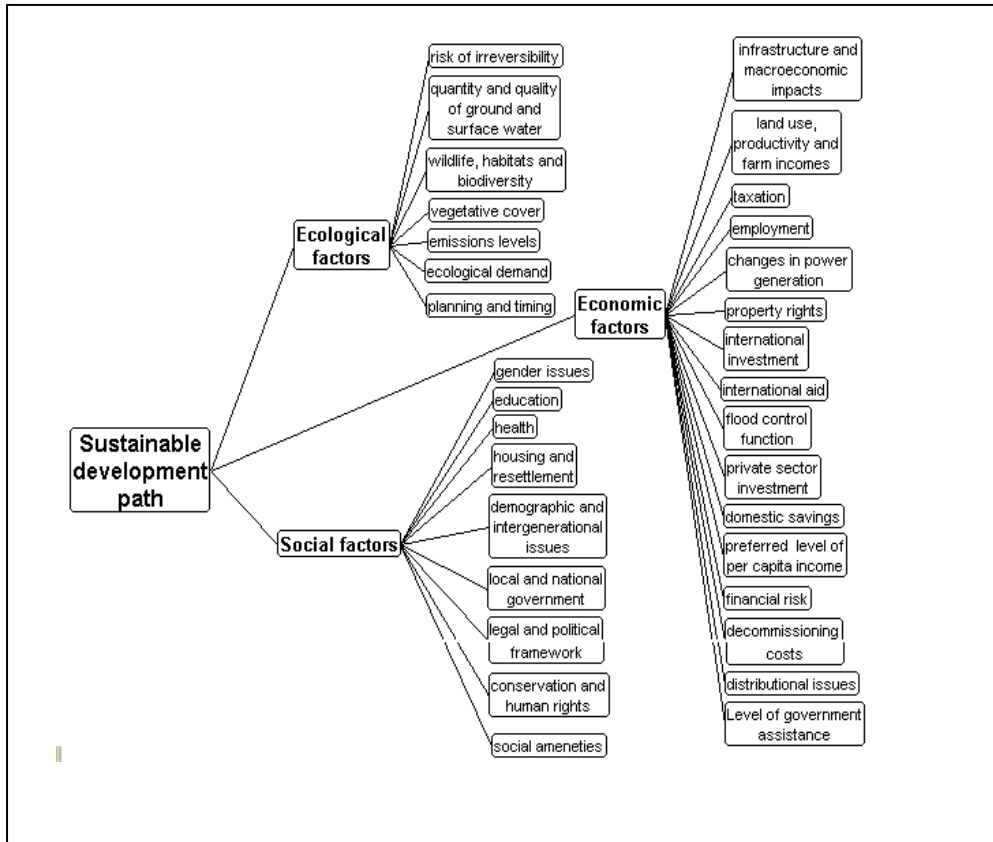 Sustainable
development
path
Ecological
factors
risk of irreversibility
quantity and quality
of ground and
surface water
wildlife, habitats and
biodiversity
vegetative cover
emissions levels
ecological demand
planning and timing
Economic
factors
infrastructure and
macroeconomic
impacts
land use,
productivity and
farm incomes
taxation
employment
changes in power
generation
property rights
international
investment
international aid
flood control
function
private sector
investment
domestic savings
preferred level of
per capita income
financial risk
decommissioning
costs
distributional issues
Level of government
assistance
Social factors
gender issues
education
health
housing and
resettlement
demographic and
intergenerational
issues
local and national
government
legal and political
framework
conservation and
human rights
social ameneties